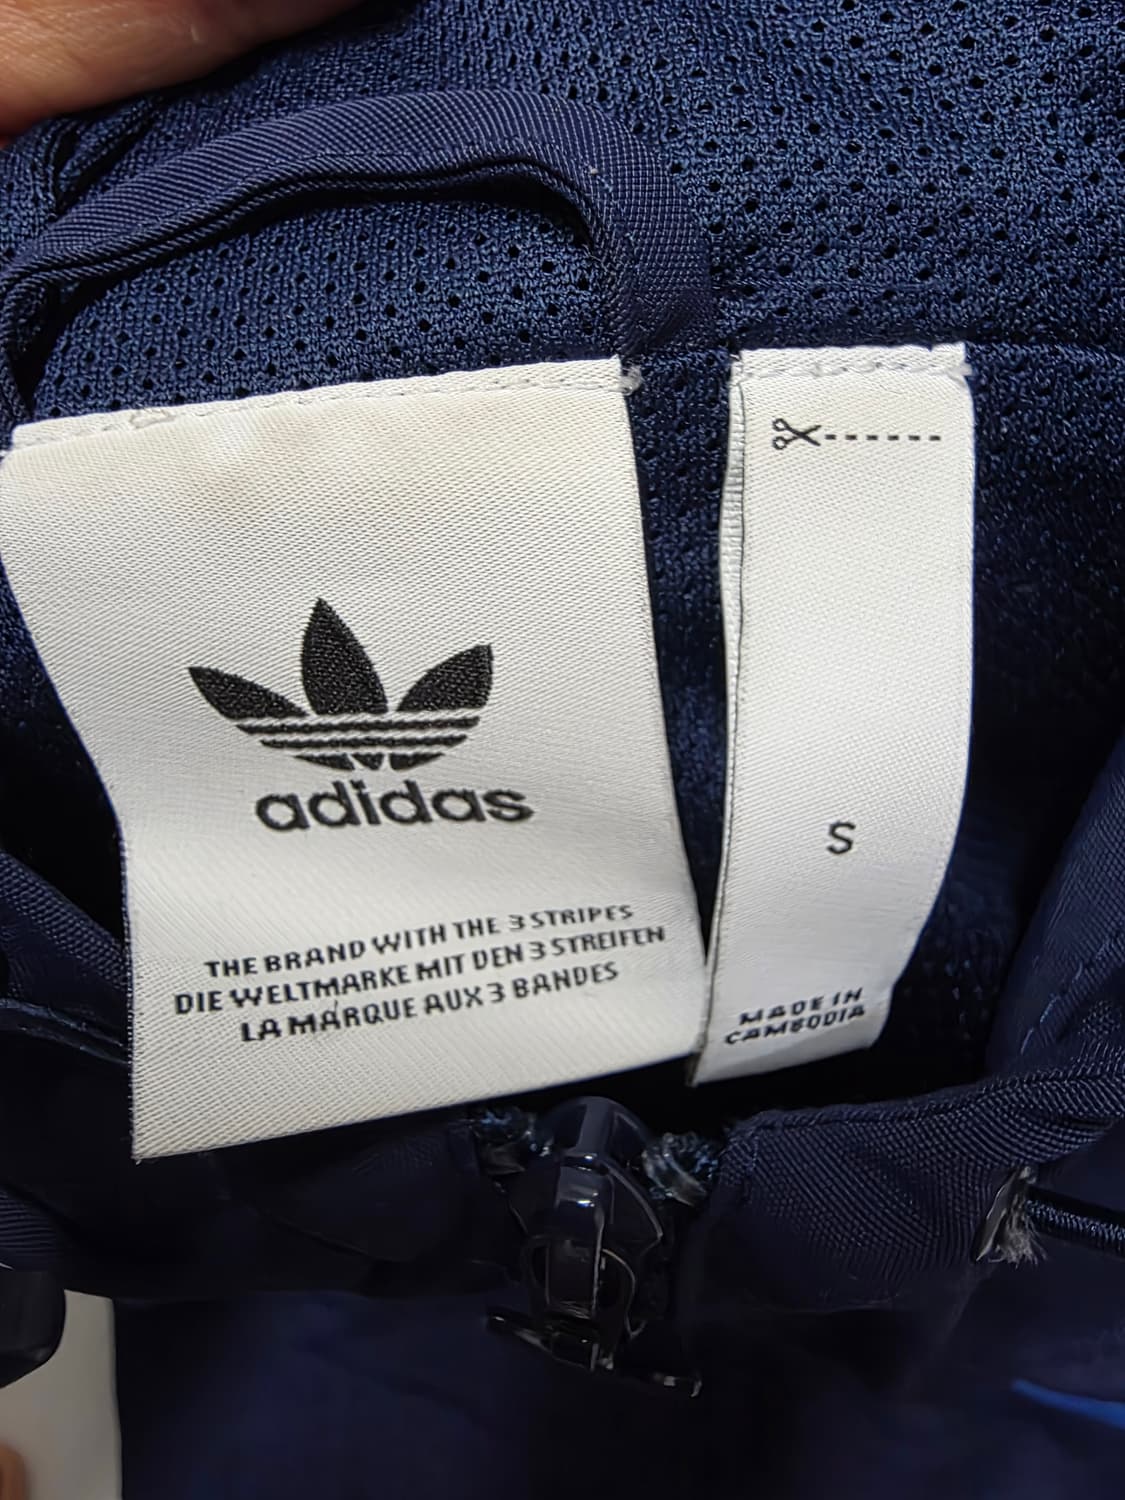 adidas
THE BRAND WITH THE 3 STRIPES
DIE WELTMARKE MIT DEN 3 STREIFEN
LA MARQUE AUX 3 BANDES
S
MADE IN
CAMBODIA